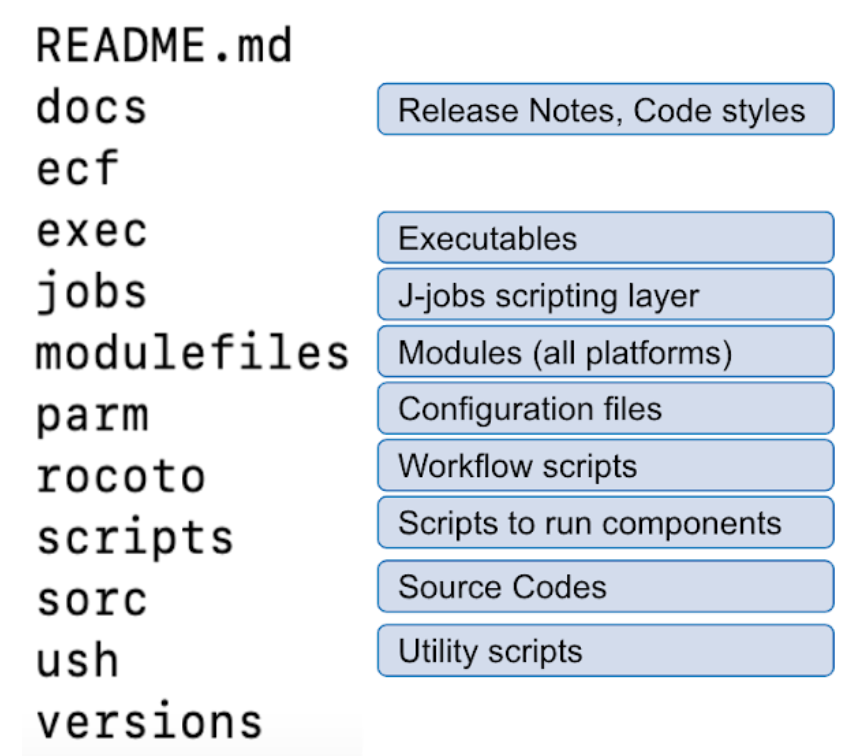 README.md
docs Release Notes, Code styles
ecf
exec Executables
jobs J-jobs scripting layer
modulefiles Modules (all platforms)
parm Configuration files
rocoto Workflow scripts
scripts Scripts to run components
sorc Source Codes
ush Utility scripts
versions